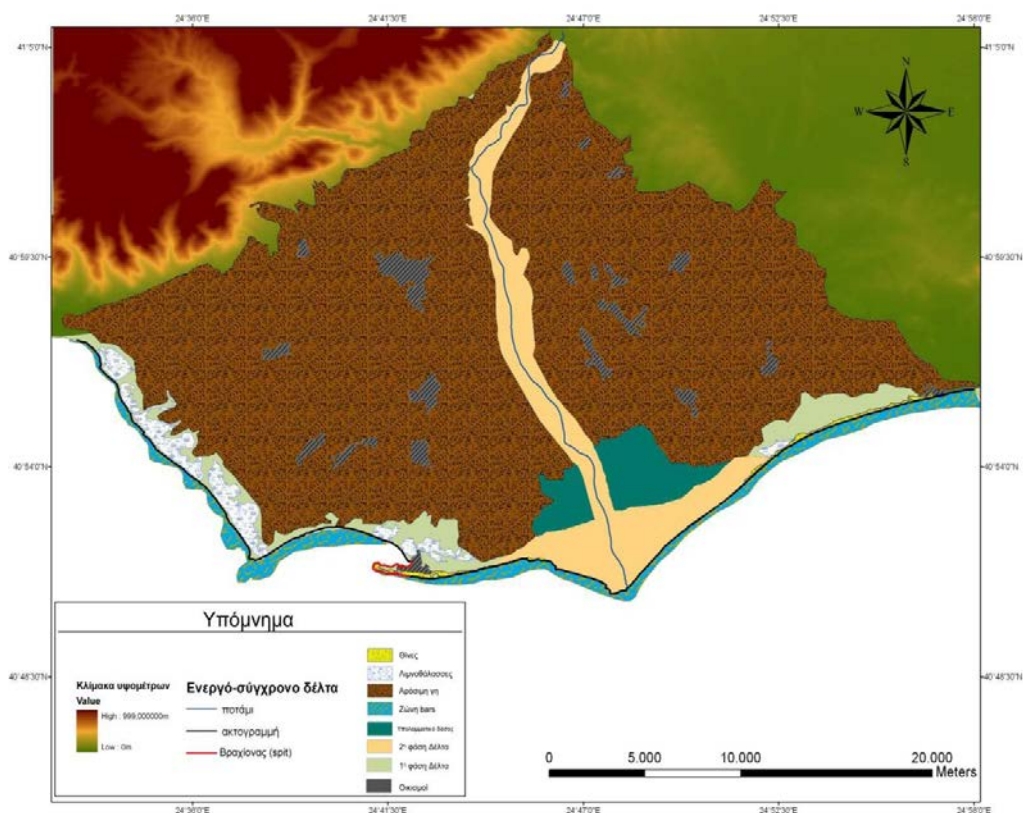 24°36'0"E 24°41'30"E 24°47'0"E 24°52'30"E 24°58'0"E
41°5'0"N 41°5'0"N
N
W E
S
40°59'30"N 40°59'30"N
40°54'0"N 40°54'0"N
40°48'30"N 40°48'30"N
Υπόμνημα
Κλίμακα υψομέτρων
Value
High : 999,000000m
Low : 0m
Ενεργό-σύγχρονο δέλτα
ποτάμι
ακτογραμμή
Βραχίονας (spit)
Θίνες
Λιμνοθάλασσες
Αρόσιμη γη
Ζώνη bars
Υπολειμματικό δάσος
2η φάση Δέλτα
1η φάση Δέλτα
Οικισμοί
0 5.000 10.000 20.000
Meters
24°36'0"E 24°41'30"E 24°47'0"E 24°52'30"E 24°58'0"E